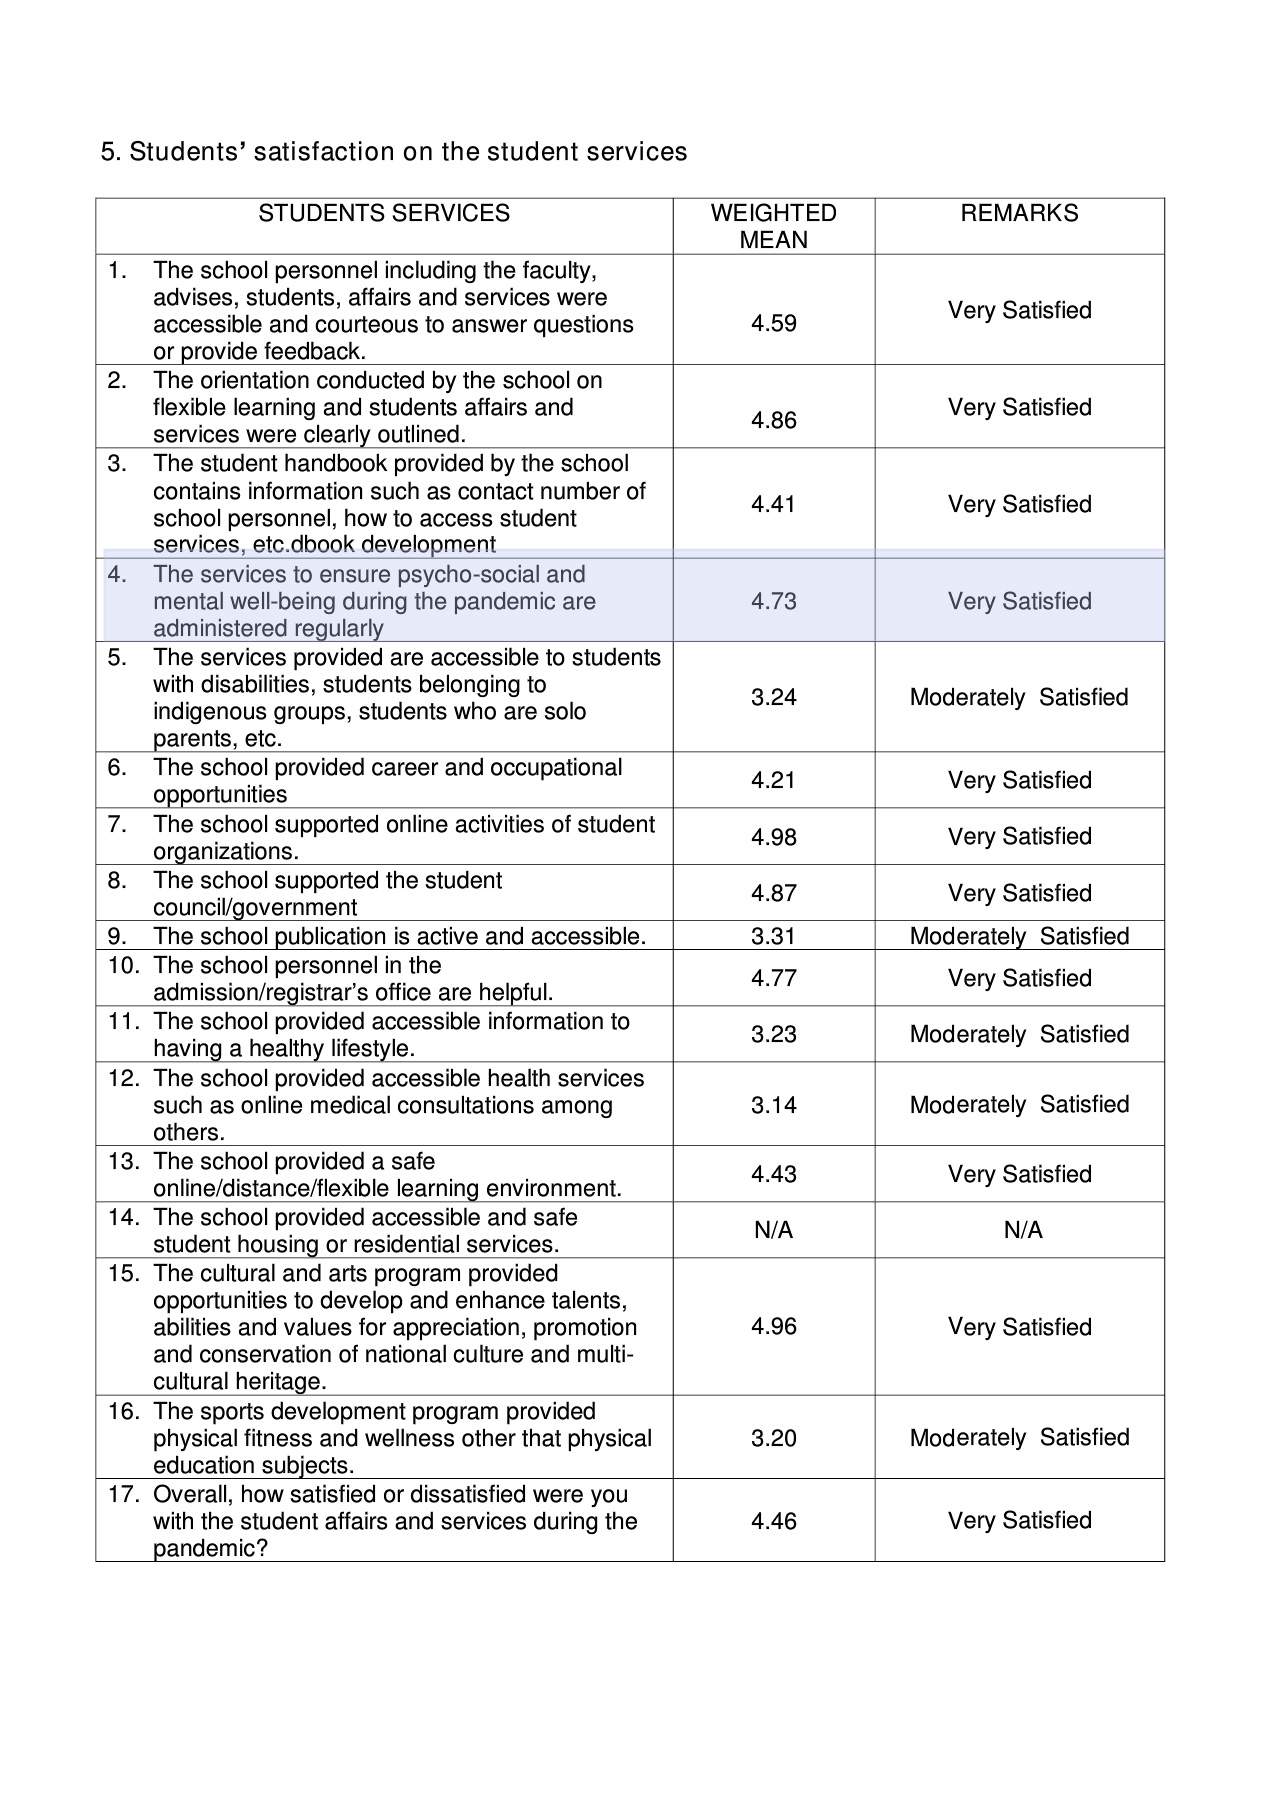 5. Students’ satisfaction on the student services
STUDENTS SERVICES
WEIGHTED
MEAN
REMARKS
1. The school personnel including the faculty,
advises, students, affairs and services were
accessible and courteous to answer questions
or provide feedback.
4.59
Very Satisfied
2. The orientation conducted by the school on
flexible learning and students affairs and
services were clearly outlined.
4.86
Very Satisfied
3. The student handbook provided by the school
contains information such as contact number of
school personnel, how to access student
services, etc.dbook development
4.41
Very Satisfied
4. The services to ensure psycho-social and
mental well-being during the pandemic are
administered regularly
4.73
Very Satisfied
5. The services provided are accessible to students
with disabilities, students belonging to
indigenous groups, students who are solo
parents, etc.
3.24
Moderately Satisfied
6. The school provided career and occupational
opportunities
4.21
Very Satisfied
7. The school supported online activities of student
organizations.
4.98
Very Satisfied
8. The school supported the student
council/government
4.87
Very Satisfied
9. The school publication is active and accessible.
3.31
Moderately Satisfied
10. The school personnel in the
admission/registrar’s office are helpful.
4.77
Very Satisfied
11. The school provided accessible information to
having a healthy lifestyle.
3.23
Moderately Satisfied
12. The school provided accessible health services
such as online medical consultations among
others.
3.14
Moderately Satisfied
13. The school provided a safe
online/distance/flexible learning environment.
4.43
Very Satisfied
14. The school provided accessible and safe
student housing or residential services.
N/A
N/A
15. The cultural and arts program provided
opportunities to develop and enhance talents,
abilities and values for appreciation, promotion
and conservation of national culture and multi-
cultural heritage.
4.96
Very Satisfied
16. The sports development program provided
physical fitness and wellness other that physical
education subjects.
3.20
Moderately Satisfied
17. Overall, how satisfied or dissatisfied were you
with the student affairs and services during the
pandemic?
4.46
Very Satisfied